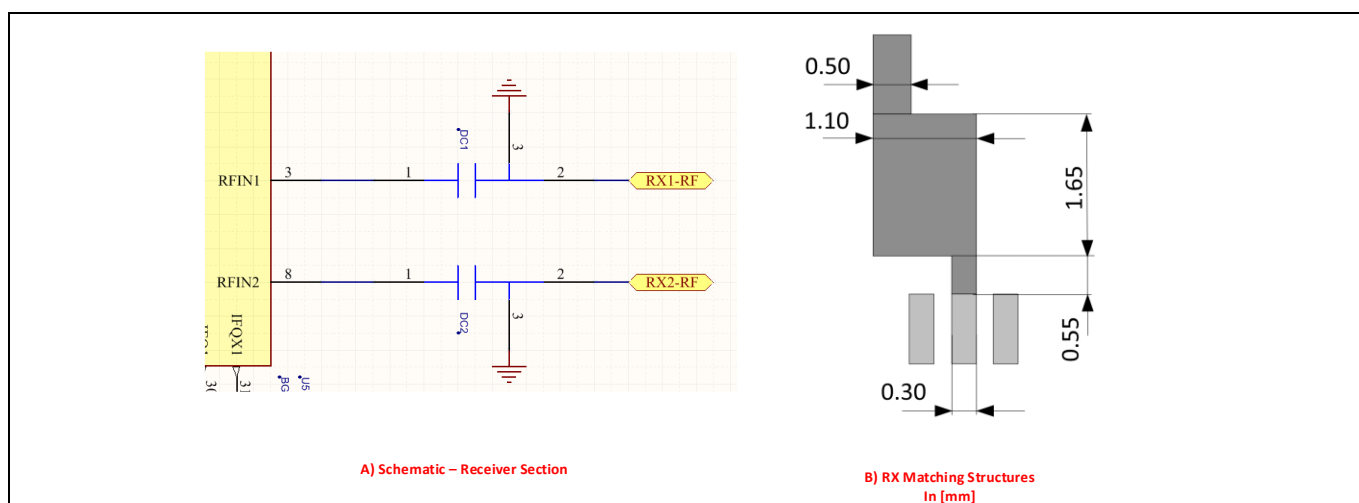 RFIN1
3
1
DC1
3
2
RX1-RF
RFIN2
8
1
DC2
3
2
RX2-RF
IFQX1
31
BG
U5
0.50
1.10
1.65
0.55
0.30
A) Schematic – Receiver Section
B) RX Matching Structures
In [mm]